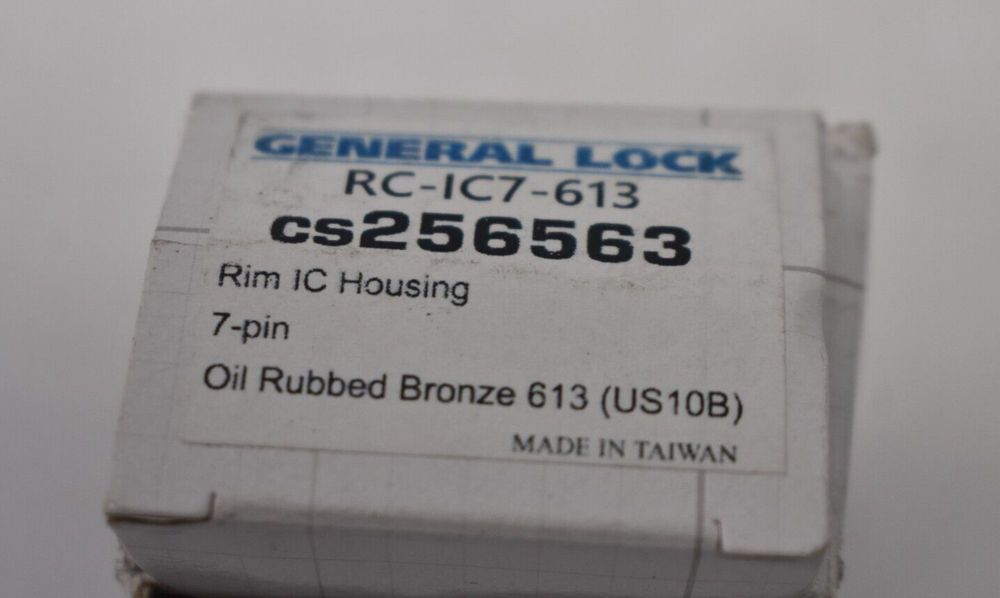 GENERAL LOCK
RC-IC7-613
cs256563
Rim IC Housing
7-pin
Oil Rubbed Bronze 613 (US10B)
MADE IN TAIWAN